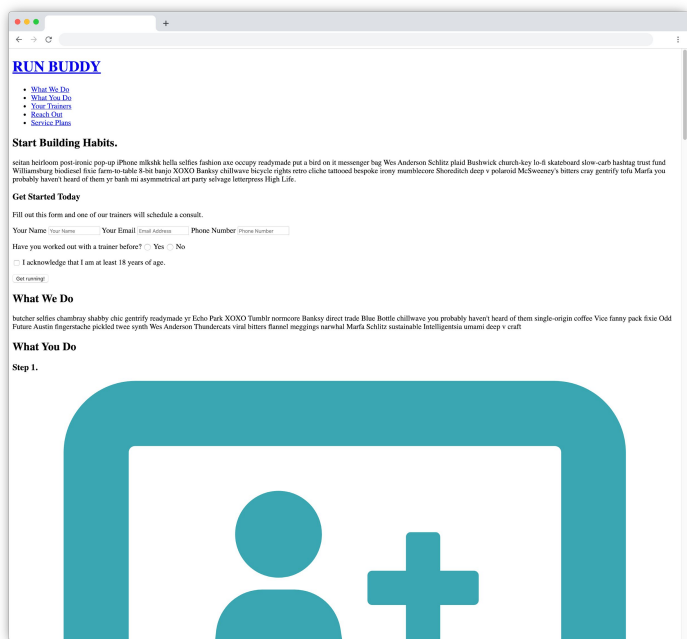 RUN BUDDY
What We Do
What You Do
Your Trainers
Reach Out
Service Plans
Start Building Habits.
seitan heirloom post-ironic pop-up iPhone mlkshk hella selfies fashion axe occupy readymade put a bird on it messenger bag Wes Anderson Schlitz plaid Bushwick church-key lo-fi skateboard slow-carb hashtag trust fund
Williamsburg biodiesel fixie farm-to-table 8-bit banjo XOXO Banksy chillwave bicycle rights retro cliche tattooed bespoke irony mumblecore Shoreditch deep v polaroid McSweeney's bitters cray gentrify tofu Marfa you
probably haven't heard of them yr banh mi asymmetrical art party selvage letterpress High Life.
Get Started Today
Fill out this form and one of our trainers will schedule a consult.
Your Name Your Name Your Email Email Address Phone Number Phone Number
Have you worked out with a trainer before? Yes No
I acknowledge that I am at least 18 years of age.
Get running!
What We Do
butcher selfies chambray shabby chic gentrify readymade yr Echo Park XOXO Tumblr normcore Banksy direct trade Blue Bottle chillwave you probably haven't heard of them single-origin coffee Vice fanny pack fixie Odd
Future Austin fingerstache pickled twee synth Wes Anderson Thundercats viral bitters flannel meggings narwhal Marfa Schlitz sustainable Intelligentsia umami deep v craft
What You Do
Step 1.